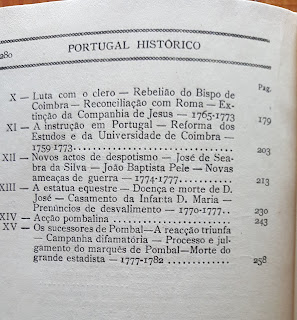 280 PORTUGAL HISTÓRICO
Pag.
X — Luta com o clero — Rebelião do Bispo de
Coimbra — Reconciliação com Roma — Ex-
tinção da Companhia de Jesus — 1765-1773 179
XI — A instrução em Portugal — Reforma dos
Estudos e da Universidade de Coimbra —
1759 1773. . . . . . . . . . . . . . . . . . . . . . . . . . . . 203
XII — Novos actos de despotismo — José de Sea-
bra da Silva — João Baptista Pele — Novas
ameaças de guerra — 1774-1777. . . . . . . . . . 213
XIII — A estatua equestre — Doença e morte de D.
José — Casamento da Infanta D. Maria —
Prenúncios de desvalimento — 1770-1777. . . 230
XIV — Acção pombalina. . . . . . . . . . . . . . . . . . . . 243
XV — Os sucessores de Pombal—A reacção triunfa
— Campanha difamatória — Processo e jul-
gamento do marquês de Pombal—Morte do
grande estadista — 1777-1782 . . . . . . . . . . . 258